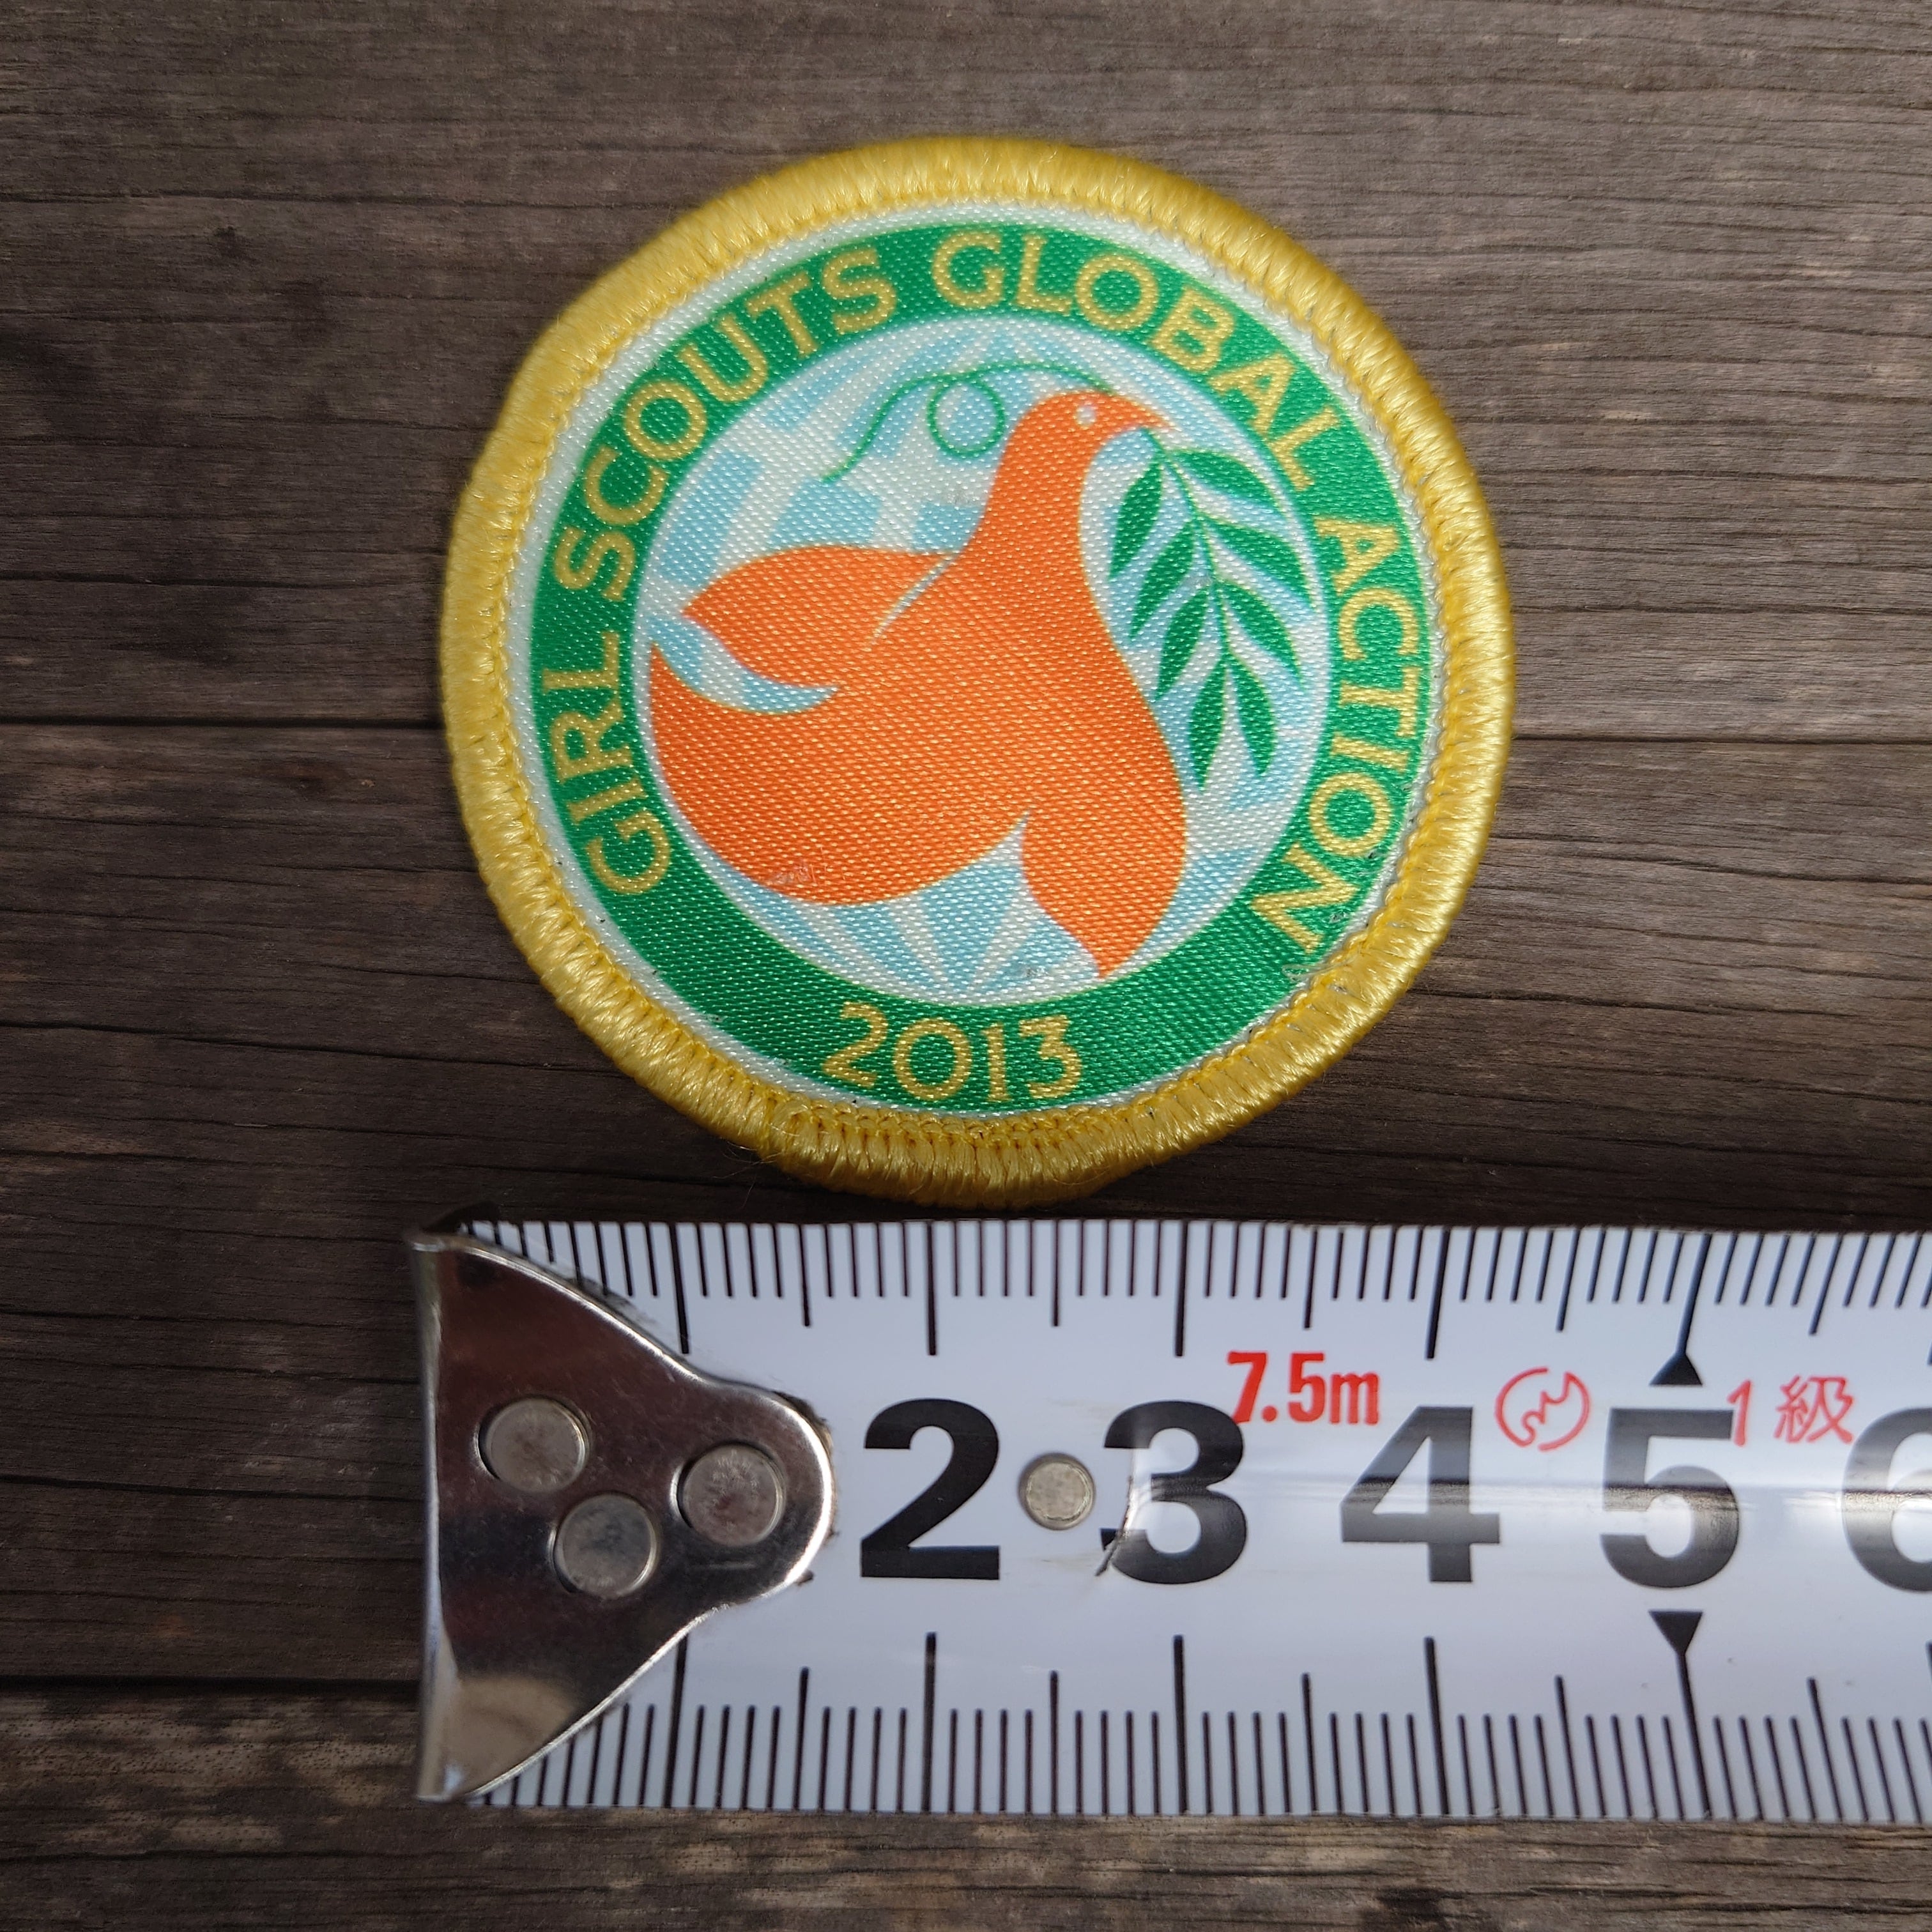 GIRL SCOUTS GLOBAL ACTION
2013
7.5m 1級
2 3 4 5 6